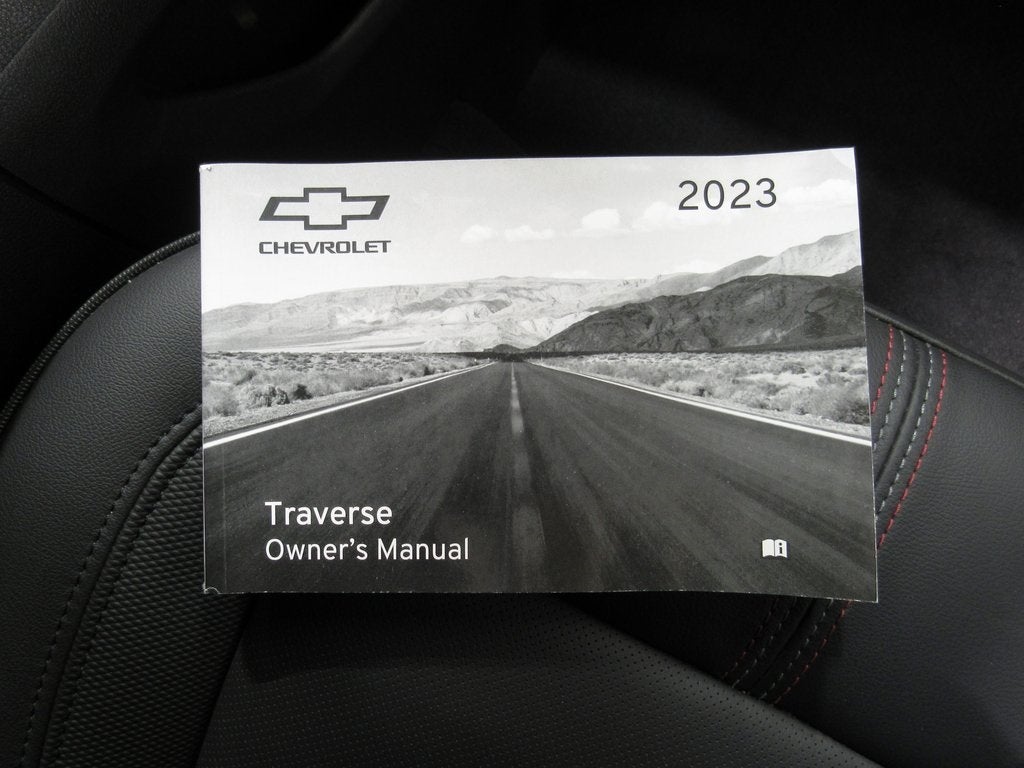 CHEVROLET
2023
Traverse
Owner's Manual